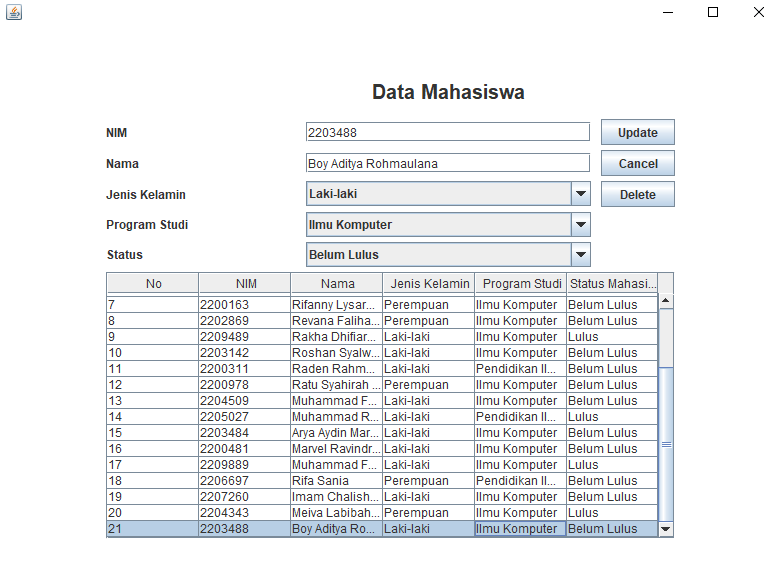 Data Mahasiswa
NIM 2203488 Update
Nama Boy Aditya Rohmaulana Cancel
Jenis Kelamin Laki-laki Delete
Program Studi Ilmu Komputer
Status Belum Lulus
No NIM Nama Jenis Kelamin Program Studi Status Mahasi...
7 2200163 Rifanny Lysar... Perempuan Ilmu Komputer Belum Lulus
8 2202869 Revana Faliha... Perempuan Ilmu Komputer Belum Lulus
9 2209489 Rakha Dhifiar... Laki-laki Ilmu Komputer Lulus
10 2203142 Roshan Syalw... Laki-laki Ilmu Komputer Belum Lulus
11 2200311 Raden Rahm... Laki-laki Pendidikan Il... Belum Lulus
12 2200978 Ratu Syahirah ... Perempuan Ilmu Komputer Belum Lulus
13 2204509 Muhammad F... Laki-laki Ilmu Komputer Belum Lulus
14 2205027 Muhammad R... Laki-laki Pendidikan Il... Lulus
15 2203484 Arya Aydin Mar... Laki-laki Ilmu Komputer Belum Lulus
16 2200481 Marvel Ravindr... Laki-laki Ilmu Komputer Belum Lulus
17 2209889 Muhammad F... Laki-laki Ilmu Komputer Lulus
18 2206697 Rifa Sania Perempuan Pendidikan Il... Belum Lulus
19 2207260 Imam Chalish... Laki-laki Ilmu Komputer Belum Lulus
20 2204343 Meiva Labibah... Perempuan Ilmu Komputer Lulus
21 2203488 Boy Aditya Ro... Laki-laki Ilmu Komputer Belum Lulus